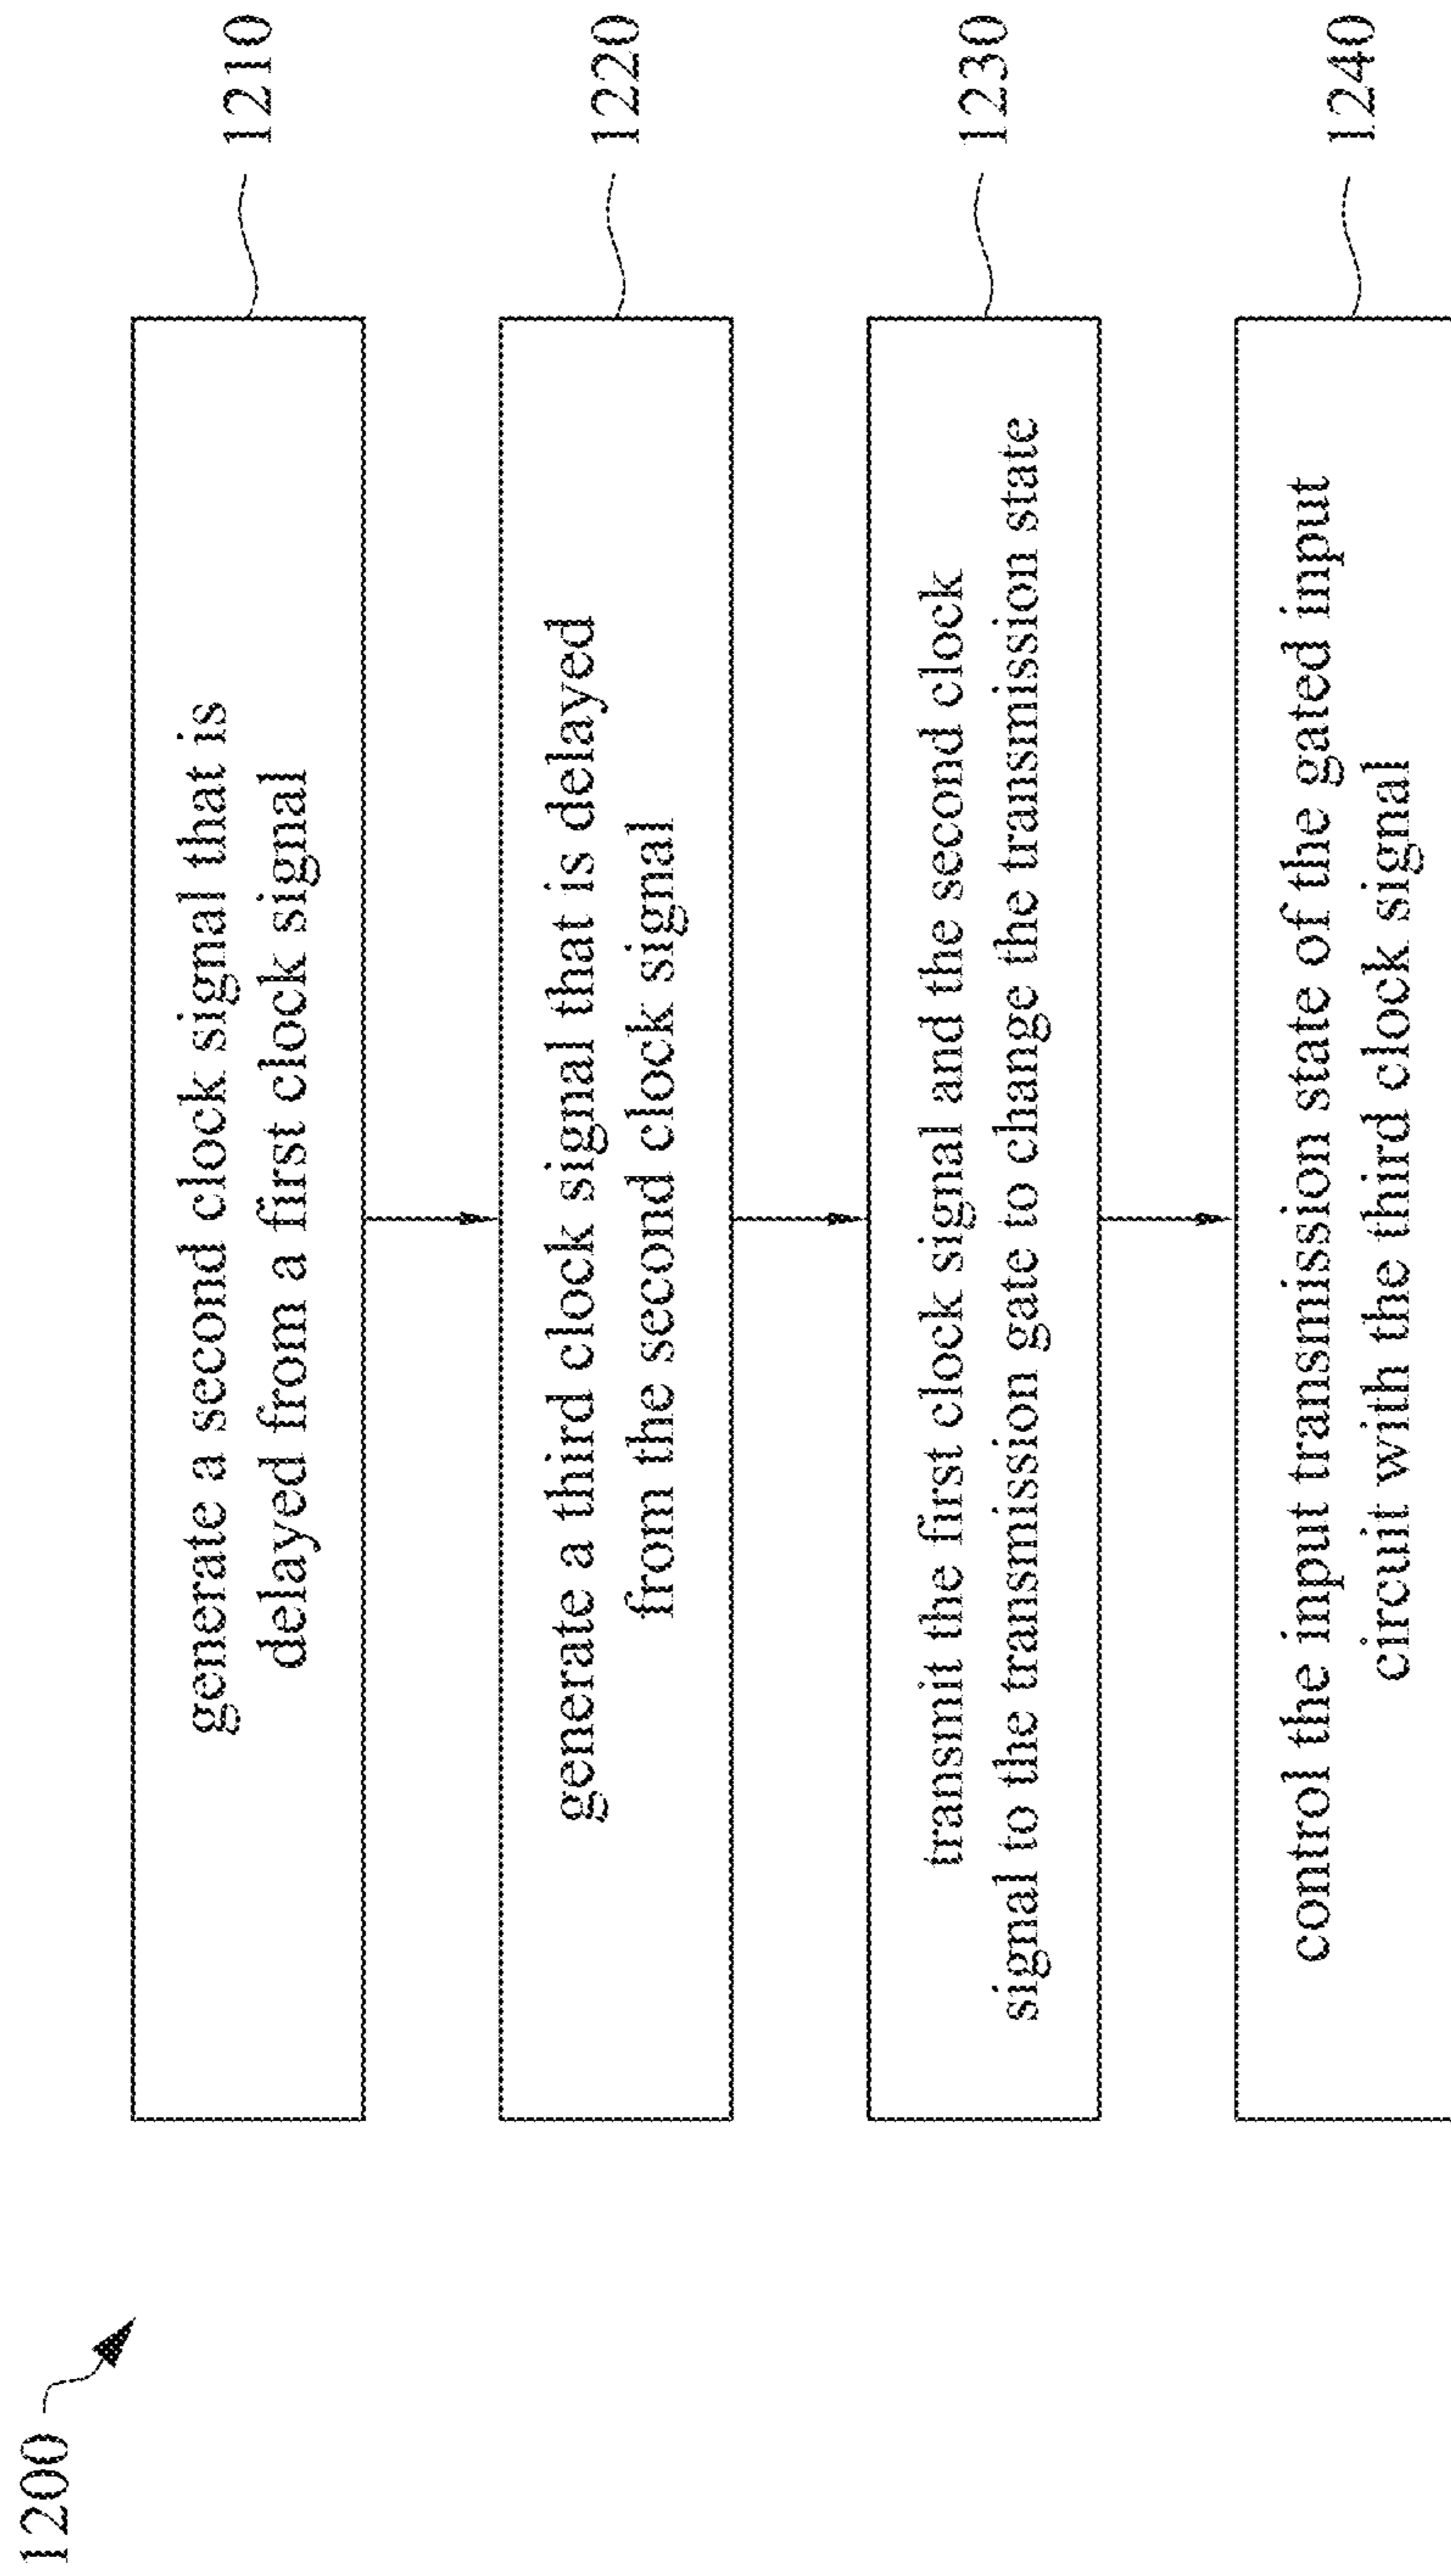 1200
generate a second clock signal that is
delayed from a first clock signal
1210
generate a third clock signal that is delayed
from the second clock signal
1220
transmit the first clock signal and the second clock
signal to the transmission gate to change the transmission state
1230
control the input transmission state of the gated input
circuit with the third clock signal
1240